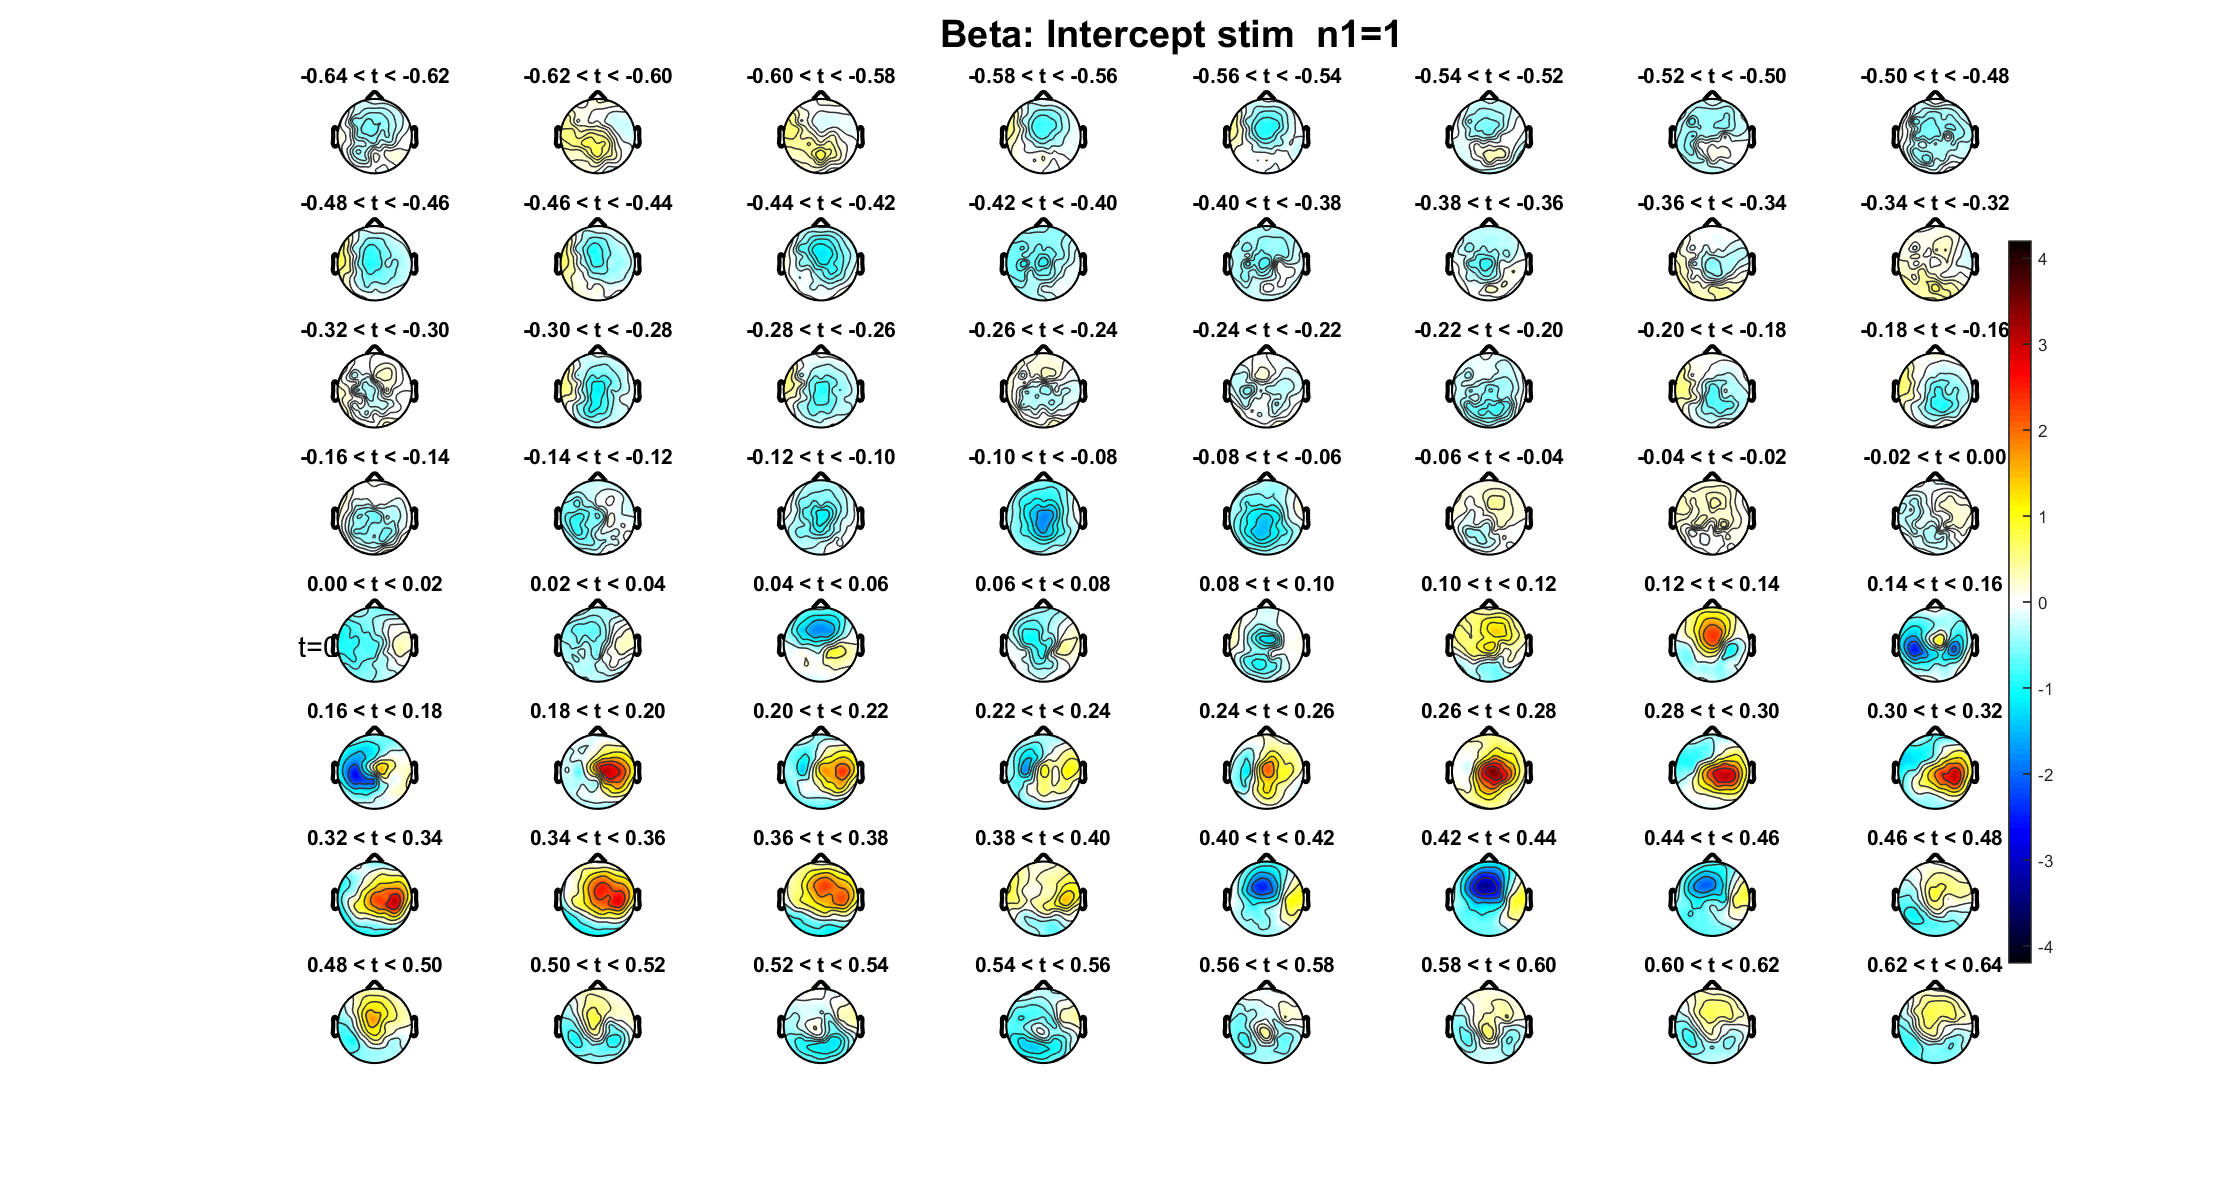 Beta: Intercept stim  n1=1
-0.64 < t < -0.62
-0.62 < t < -0.60
-0.60 < t < -0.58
-0.58 < t < -0.56
-0.56 < t < -0.54
-0.54 < t < -0.52
-0.52 < t < -0.50
-0.50 < t < -0.48
-0.48 < t < -0.46
-0.46 < t < -0.44
-0.44 < t < -0.42
-0.42 < t < -0.40
-0.40 < t < -0.38
-0.38 < t < -0.36
-0.36 < t < -0.34
-0.34 < t < -0.32
-0.32 < t < -0.30
-0.30 < t < -0.28
-0.28 < t < -0.26
-0.26 < t < -0.24
-0.24 < t < -0.22
-0.22 < t < -0.20
-0.20 < t < -0.18
-0.18 < t < -0.16
-0.16 < t < -0.14
-0.14 < t < -0.12
-0.12 < t < -0.10
-0.10 < t < -0.08
-0.08 < t < -0.06
-0.06 < t < -0.04
-0.04 < t < -0.02
-0.02 < t < 0.00
0.00 < t < 0.02
0.02 < t < 0.04
0.04 < t < 0.06
0.06 < t < 0.08
0.08 < t < 0.10
0.10 < t < 0.12
0.12 < t < 0.14
0.14 < t < 0.16
t=0
0.16 < t < 0.18
0.18 < t < 0.20
0.20 < t < 0.22
0.22 < t < 0.24
0.24 < t < 0.26
0.26 < t < 0.28
0.28 < t < 0.30
0.30 < t < 0.32
0.32 < t < 0.34
0.34 < t < 0.36
0.36 < t < 0.38
0.38 < t < 0.40
0.40 < t < 0.42
0.42 < t < 0.44
0.44 < t < 0.46
0.46 < t < 0.48
0.48 < t < 0.50
0.50 < t < 0.52
0.52 < t < 0.54
0.54 < t < 0.56
0.56 < t < 0.58
0.58 < t < 0.60
0.60 < t < 0.62
0.62 < t < 0.64
4
3
2
1
0
-1
-2
-3
-4